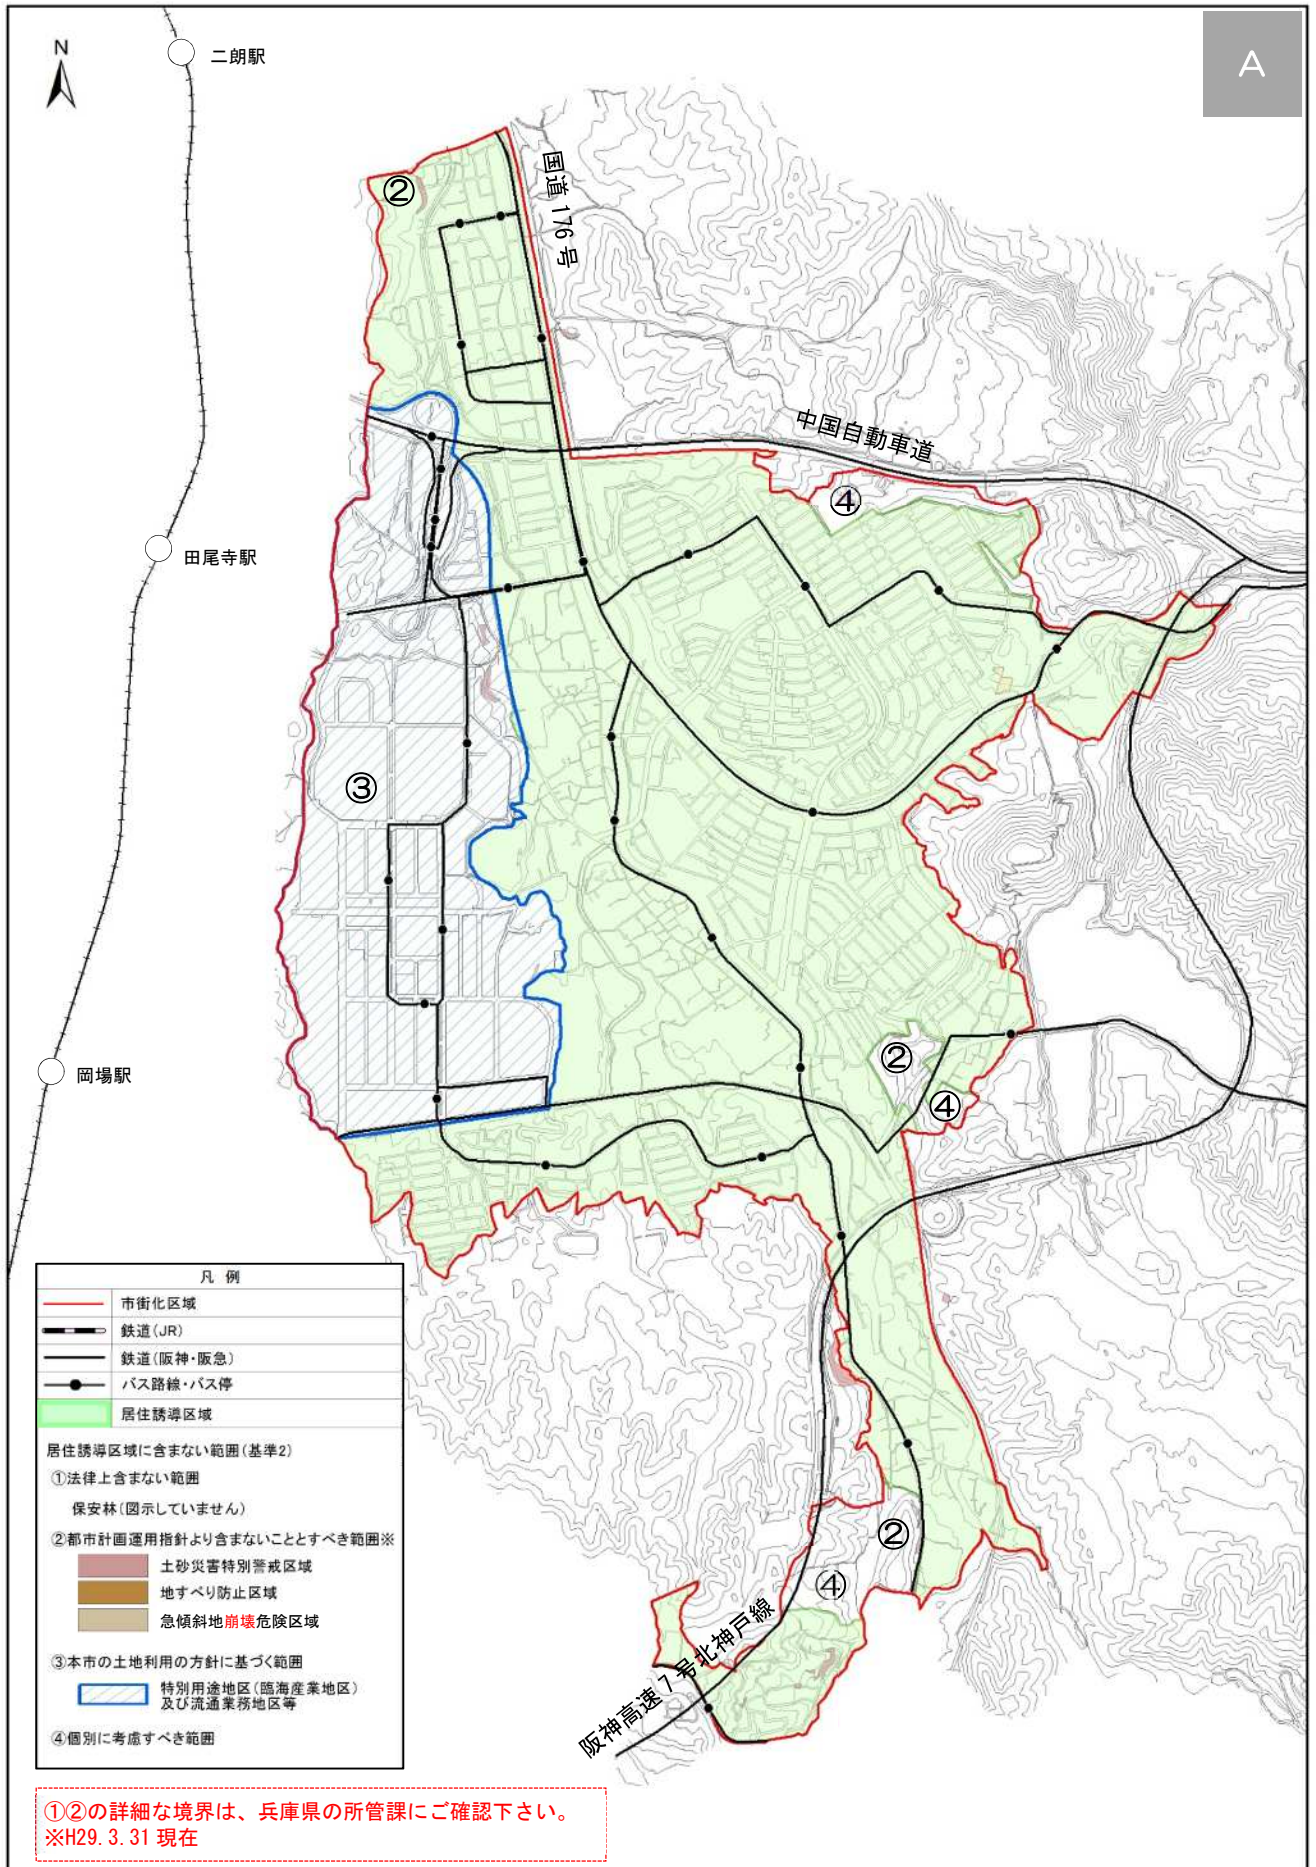 N
二朗駅
A
国道176号
②
中国自動車道
④
田尾寺駅
③
②
④
岡場駅
②
④
阪神高速7号北神戸線
凡 例
市街化区域
鉄道(JR)
鉄道(阪神・阪急)
バス路線・バス停
居住誘導区域
居住誘導区域に含まない範囲(基準2)
①法律上含まない範囲
保安林(図示していません)
②都市計画運用指針より含まないこととすべき範囲※
土砂災害特別警戒区域
地すべり防止区域
急傾斜地崩壊危険区域
③本市の土地利用の方針に基づく範囲
特別用途地区(臨海産業地区)
及び流通業務地区等
④個別に考慮すべき範囲
①②の詳細な境界は、兵庫県の所管課にご確認下さい。
※H29.3.31 現在